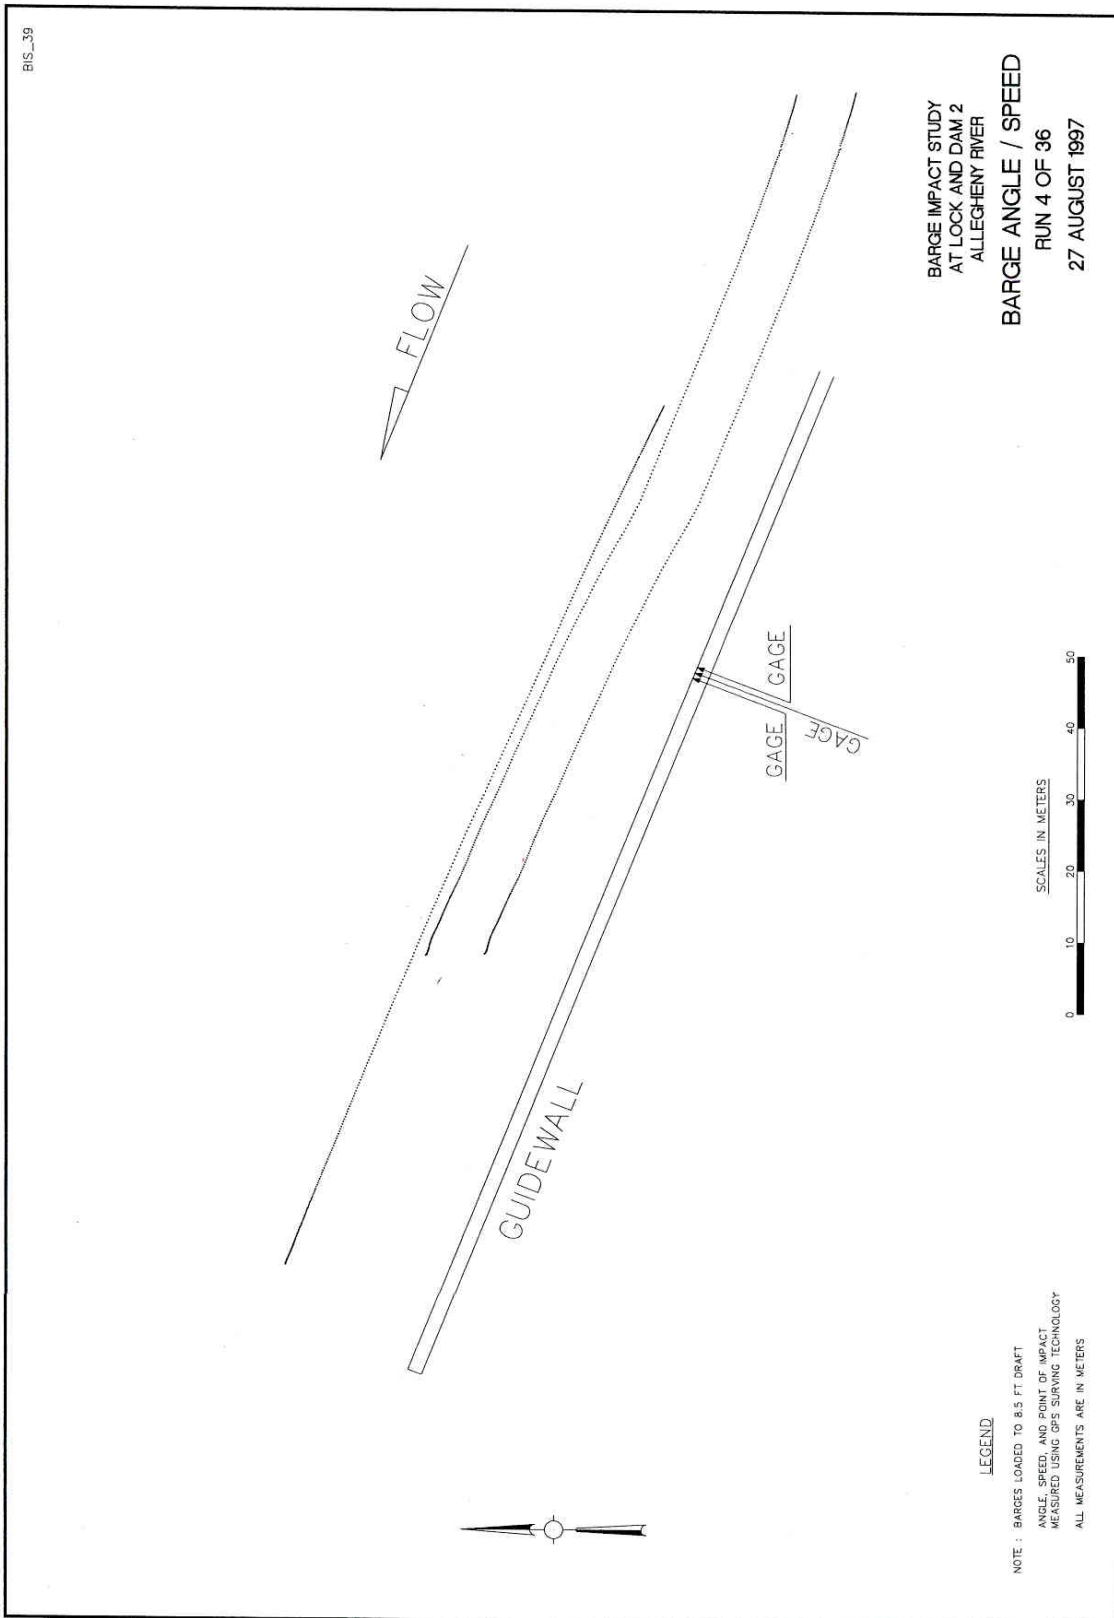 BIS_39
FLOW
GUIDEWALL
GAGE
GAGE
GAGE
LEGEND
NOTE : BARGES LOADED TO 8.5 FT DRAFT
ANGLE, SPEED, AND POINT OF IMPACT
MEASURED USING GPS SURVING TECHNOLOGY
ALL MEASUREMENTS ARE IN METERS
SCALES IN METERS
0 10 20 30 40 50
BARGE IMPACT STUDY
AT LOCK AND DAM 2
ALLEGHENY RIVER
BARGE ANGLE / SPEED
RUN 4 OF 36
27 AUGUST 1997